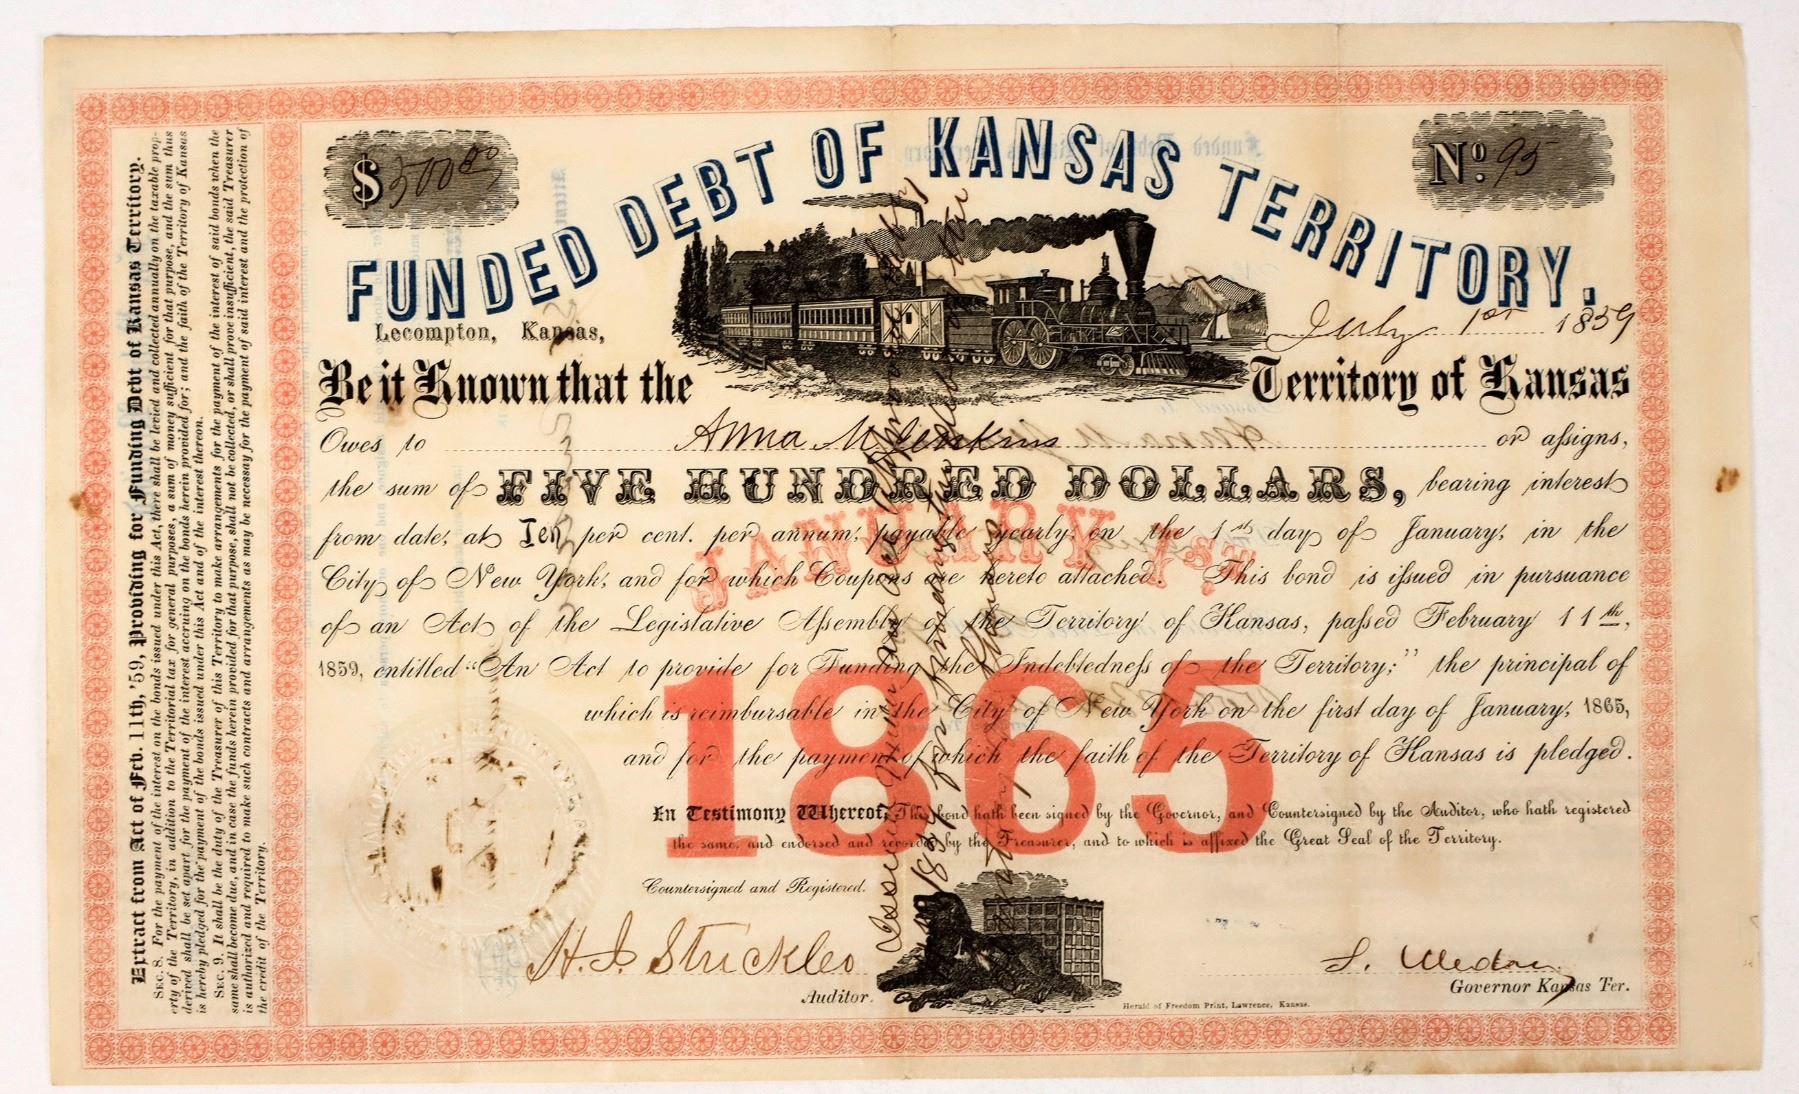 FUNDED DEBT OF KANSAS TERRITORY.
$ 500 00
No. 95
Lecompton, Kansas,
July 1st 1859
Be it Known that the Territory of Kansas
Owes to Anna M Jenkins or assigns,
the sum of FIVE HUNDRED DOLLARS, bearing interest
from date, at Ten per cent. per annum, payable yearly, on the 1st day of January, in the
City of New York, and for which Coupons are hereto attached. This bond is issued in pursuance
of an Act of the Legislative Assembly of the Territory of Kansas, passed February 11th,
1859, entitled "An Act to provide for Funding the Indebtedness of the Territory;" the principal of
which is reimbursable in the City of New York on the first day of January, 1865,
and for the payment of which the faith of the Territory of Kansas is pledged.
JANUARY 1ST
1865
In Testimony Whereof, This bond hath been signed by the Governor, and Countersigned by the Auditor, who hath registered
the same, and endorsed and recorded by the Treasurer, and to which is affixed the Great Seal of the Territory.
Countersigned and Registered.
H. J. Strickler
Auditor.
S. Medary
Governor Kansas Ter.
Herald of Freedom Print, Lawrence, Kansas.
Extract from Act of Feb. 11th, '59, Providing for Funding Debt of Kansas Territory.
SEC. 8. For the payment of the interest on the bonds issued under this Act, there shall be levied and collected annually on the taxable prop-
erty of the Territory, in addition to the Territorial tax for general purposes, a sum of money sufficient for that purpose, and the sum thus
derived shall be set apart for the payment of the interest accruing on the bonds herein provided for; and the faith of the Territory of Kansas
is hereby pledged for the payment of the bonds issued under this Act and of the interest thereon.
SEC. 9. It shall be the duty of the Treasurer of this Territory to make arrangements for the payment of the interest of said bonds when the
same shall become due, and in case the funds herein provided for that purpose, shall not be collected, or shall prove insufficient, the said Treasurer
is authorized and required to make such contracts and arrangements as may be necessary for the payment of said interest and the protection of
the credit of the Territory.